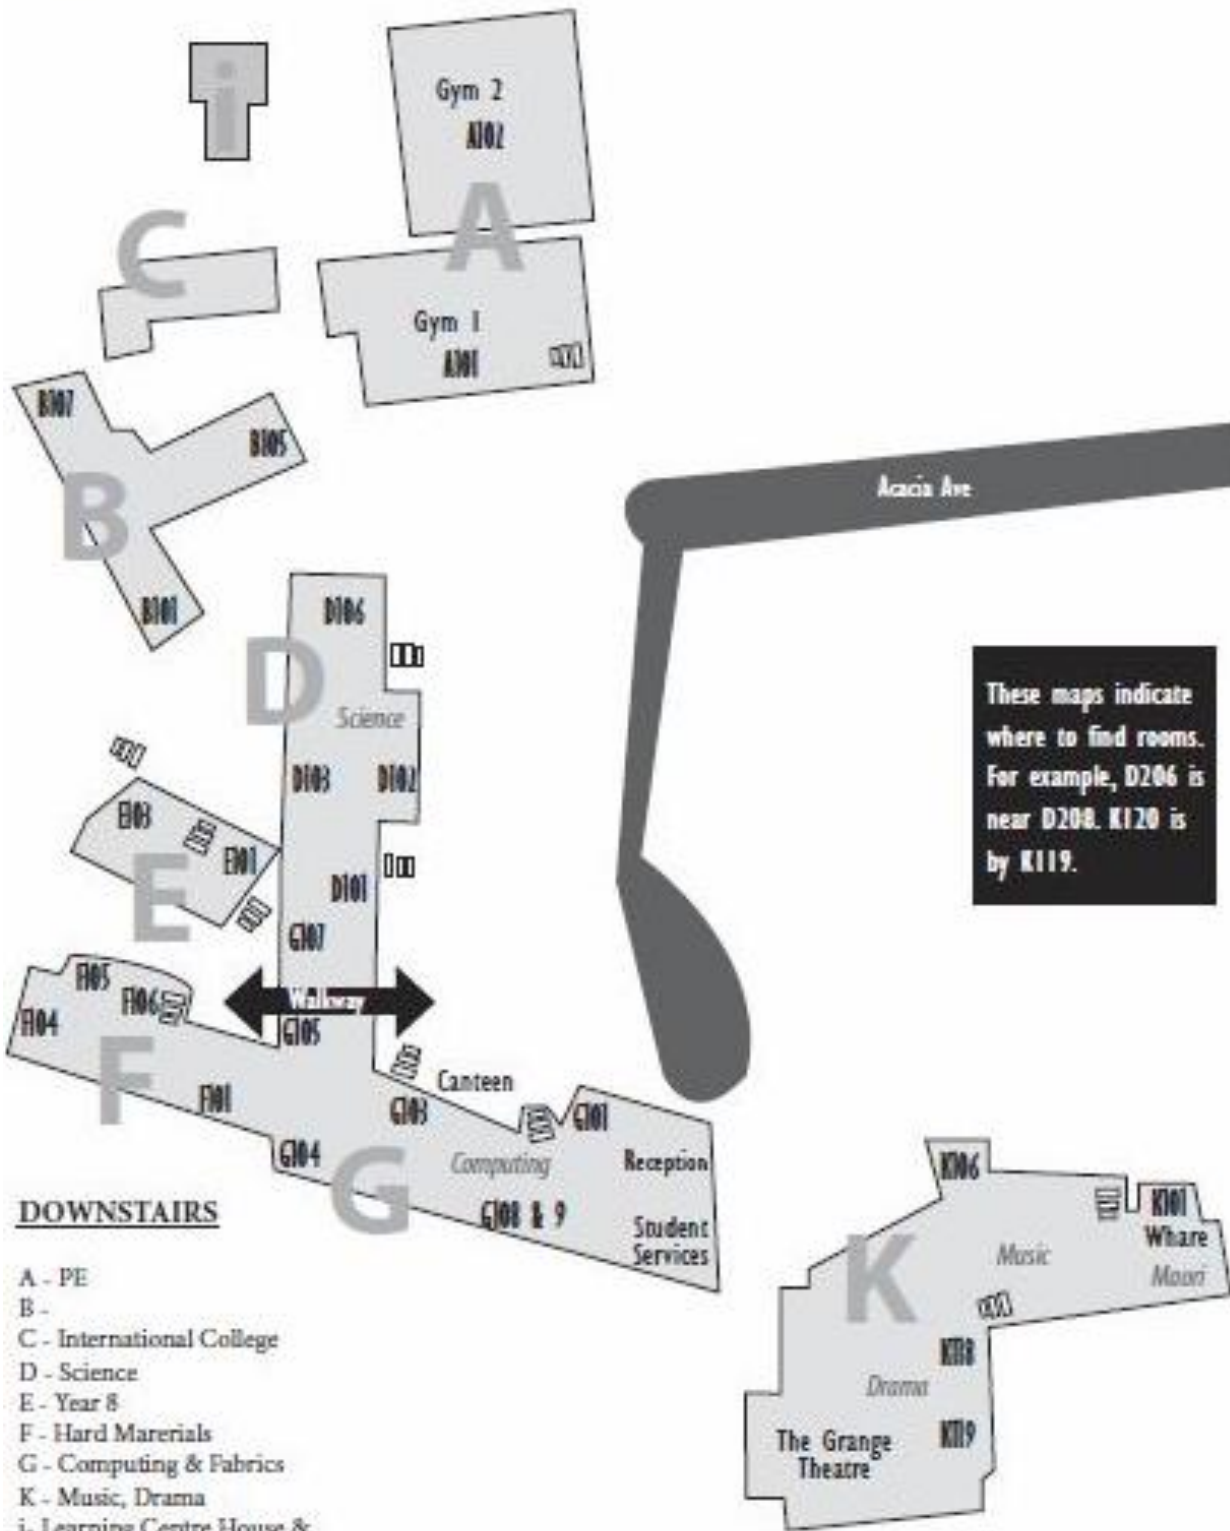 i
Gym 2
A102
A
C
Gym 1
A101
B107
B105
B
B101
Acacia Ave
D106
D
Science
D103
D102
These maps indicate
where to find rooms.
For example, D206 is
near D208. K120 is
by K119.
E103
E101
E
D101
G107
F105
F106
F104
Walkway
G105
F
F101
Canteen
G103
G101
G104
Computing
G
Reception
G108 & 9
Student
Services
K106
K101
Whare
K
Music
Maori
K118
Drama
K119
The Grange
Theatre
DOWNSTAIRS
A - PE
B -
C - International College
D - Science
E - Year 8
F - Hard Marerials
G - Computing & Fabrics
K - Music, Drama
i- Learning Centre House &